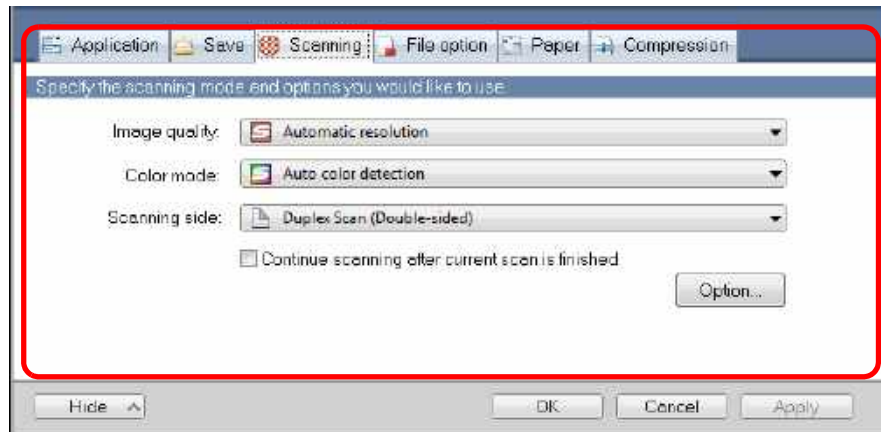 Application Save Scanning File option Paper Compression
Specify the scanning mode and options you would like to use.
Image quality: Automatic resolution
Color mode: Auto color detection
Scanning side: Duplex Scan (Double-sided)
Continue scanning after current scan is finished
Option...
Hide OK Cancel Apply